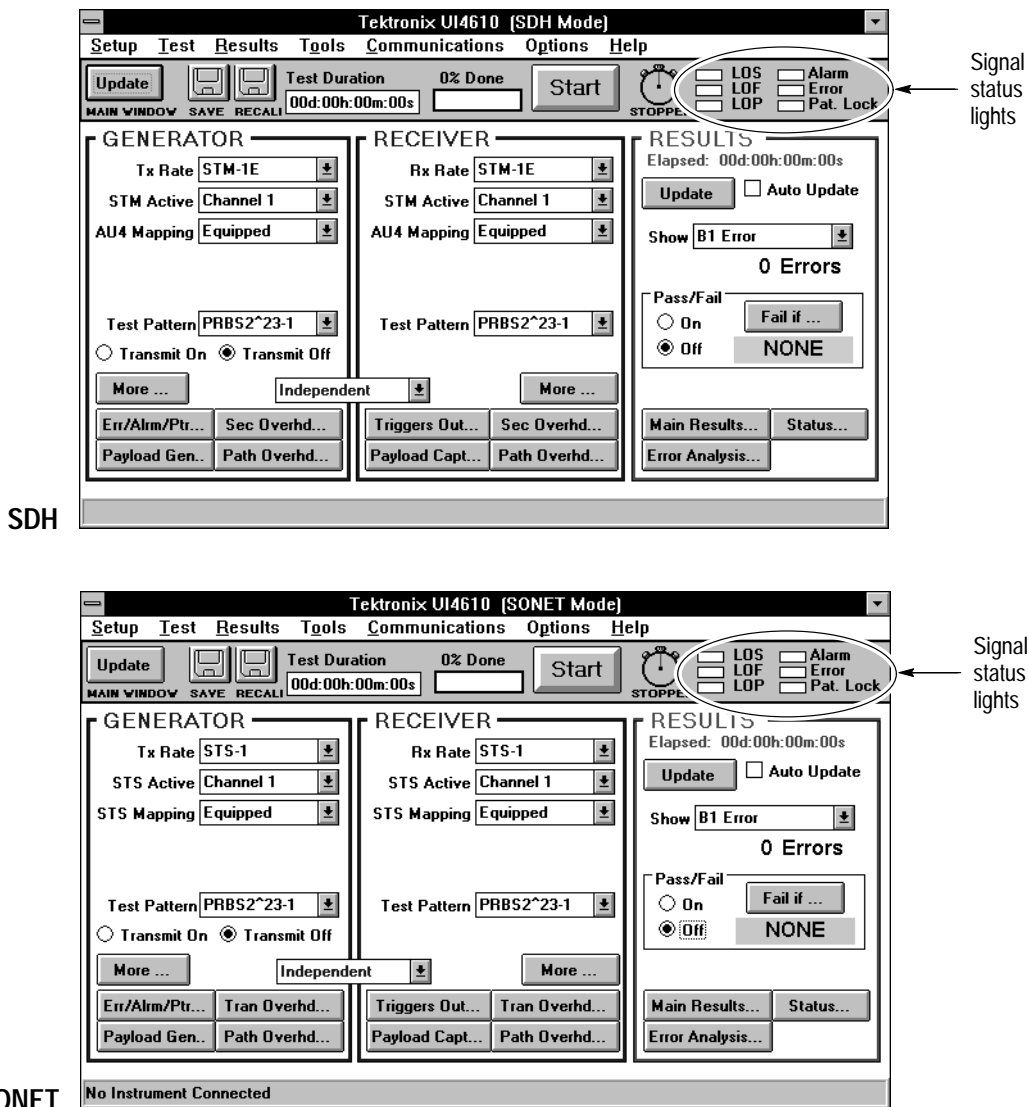 Tektronix UI4610 (SDH Mode)
Setup Test Results Tools Communications Options Help
Update
MAIN WINDOW SAVE RECALL
Test Duration
00d:00h:00m:00s
0% Done
Start
STOPPED
LOS Alarm
LOF Error
LOP Pat. Lock
Signal
status
lights
GENERATOR
Tx Rate STM-1E
STM Active Channel 1
AU4 Mapping Equipped
Test Pattern PRBS2^23-1
Transmit On Transmit Off
More ...
Independent
Err/Alrm/Ptr... Sec Overhd...
Payload Gen.. Path Overhd...
RECEIVER
Rx Rate STM-1E
STM Active Channel 1
AU4 Mapping Equipped
Test Pattern PRBS2^23-1
More ...
Triggers Out... Sec Overhd...
Payload Capt... Path Overhd...
RESULTS
Elapsed: 00d:00h:00m:00s
Update Auto Update
Show B1 Error
0 Errors
Pass/Fail
On Fail if ...
Off NONE
Main Results... Status...
Error Analysis...
SDH
Tektronix UI4610 (SONET Mode)
Setup Test Results Tools Communications Options Help
Update
MAIN WINDOW SAVE RECALL
Test Duration
00d:00h:00m:00s
0% Done
Start
STOPPED
LOS Alarm
LOF Error
LOP Pat. Lock
Signal
status
lights
GENERATOR
Tx Rate STS-1
STS Active Channel 1
STS Mapping Equipped
Test Pattern PRBS2^23-1
Transmit On Transmit Off
More ...
Independent
Err/Alrm/Ptr... Tran Overhd...
Payload Gen.. Path Overhd...
RECEIVER
Rx Rate STS-1
STS Active Channel 1
STS Mapping Equipped
Test Pattern PRBS2^23-1
More ...
Triggers Out... Tran Overhd...
Payload Capt... Path Overhd...
RESULTS
Elapsed: 00d:00h:00m:00s
Update Auto Update
Show B1 Error
0 Errors
Pass/Fail
On Fail if ...
Off NONE
Main Results... Status...
Error Analysis...
No Instrument Connected
ONET